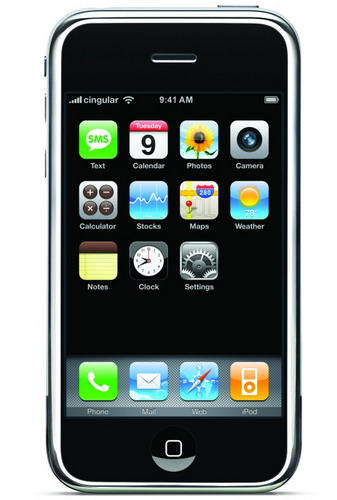 cingular 9:41 AM
SMS Tuesday 9 280 73°
Text Calendar Photos Camera
Calculator Stocks Maps Weather
Notes Clock Settings
Phone Mail Web iPod